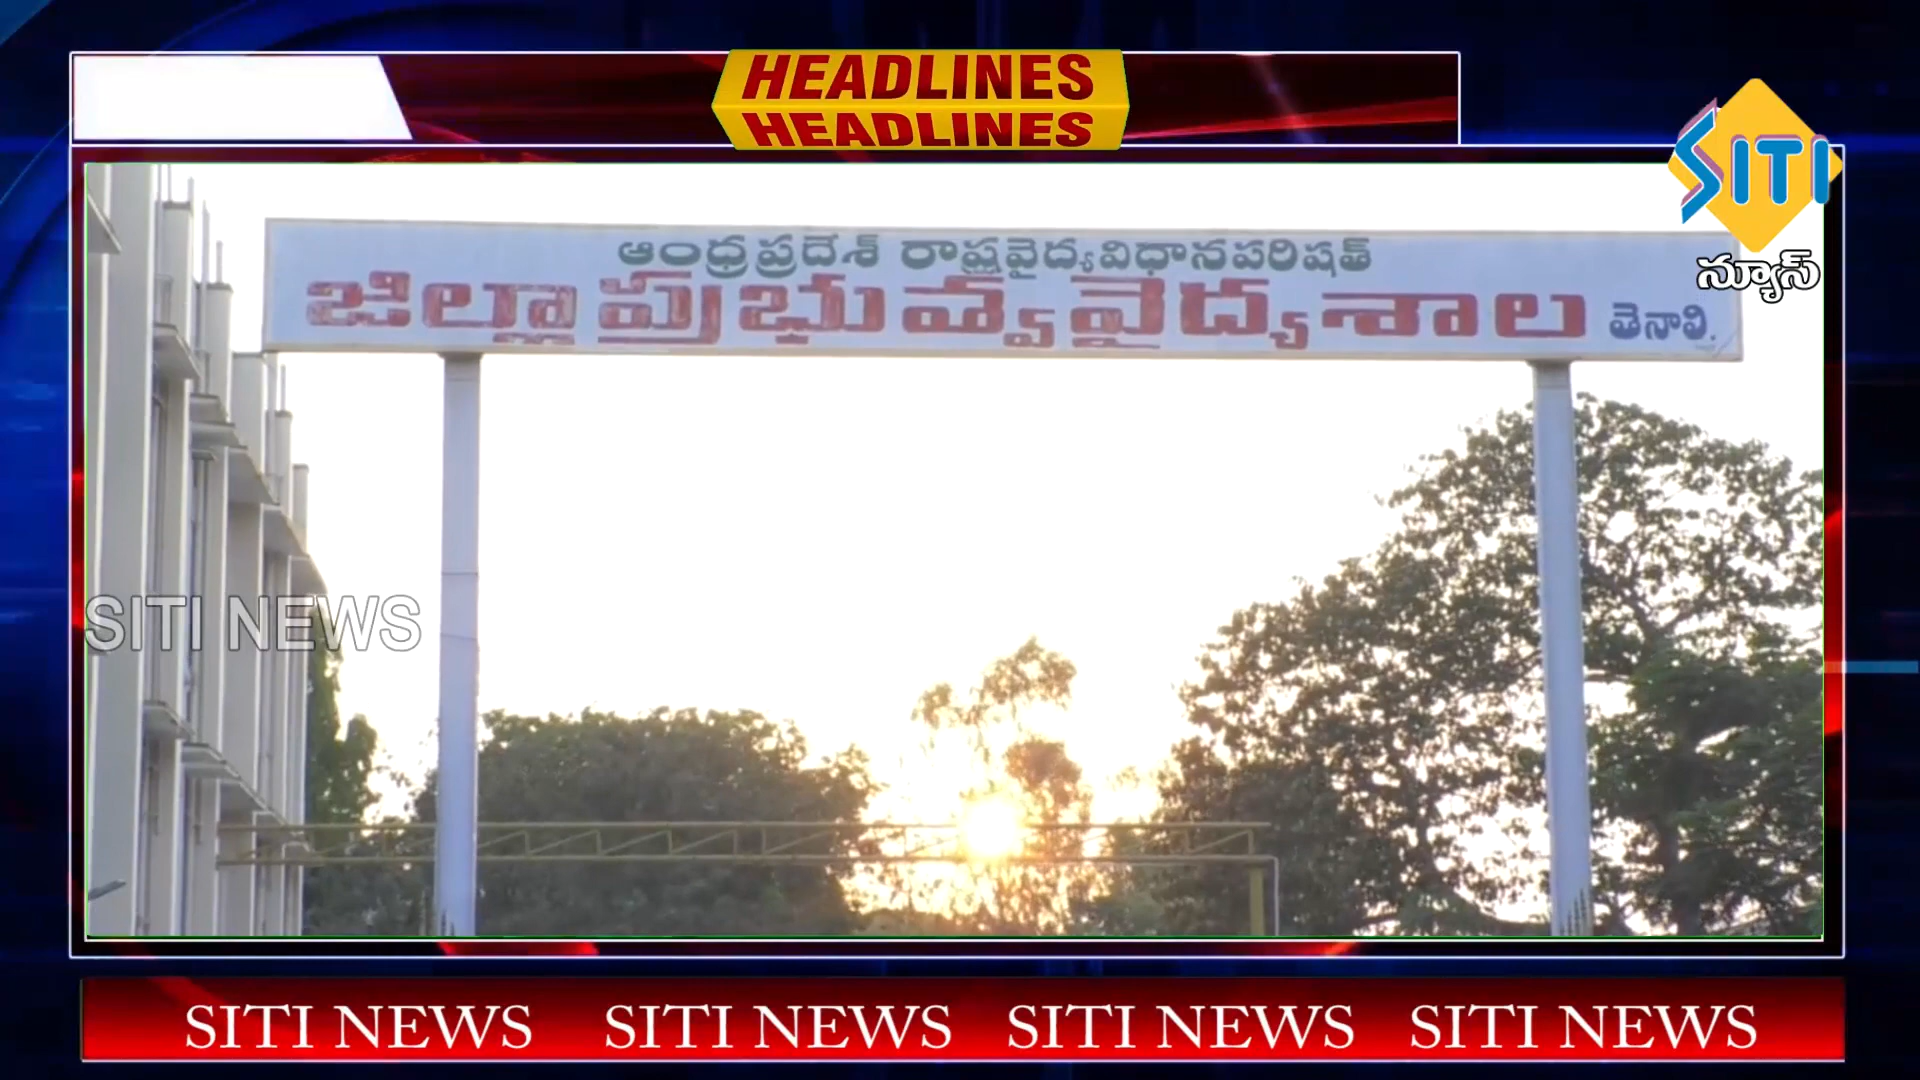 HEADLINES
HEADLINES
SITI
న్యూస్
ఆంధ్రప్రదేశ్ రాష్ట్రవైద్యవిధానపరిషత్
జిల్లా ప్రభుత్వ వైద్యశాల తెనాలి.
SITI NEWS
SITI NEWS SITI NEWS SITI NEWS SITI NEWS